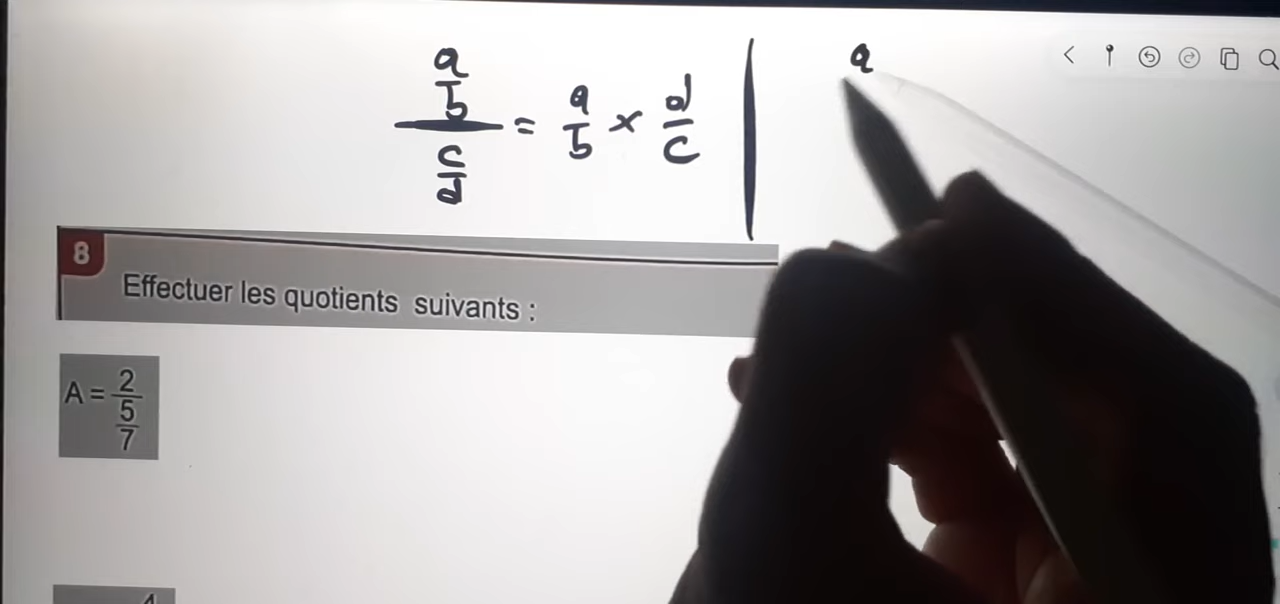 a/b / c/d = a/b × d/c | a
8
Effectuer les quotients suivants :
A = 2 / 5/7